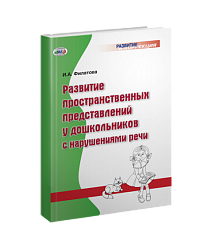 РАЗВИТИЕ
И.А. Филатова
Развитие
пространственных
представлений
у дошкольников
с нарушениями речи